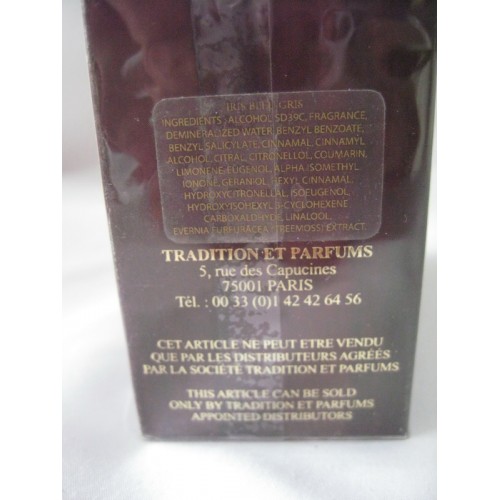 IRIS BLEU GRIS
INGREDIENTS : ALCOHOL SD39C, FRAGRANCE,
DEMINERALIZED WATER, BENZYL BENZOATE,
BENZYL SALICYLATE, CINNAMAL, CINNAMYL
ALCOHOL, CITRAL, CITRONELLOL, COUMARIN,
LIMONENE, EUGENOL, ALPHA ISOMETHYL
IONONE, GERANIOL, HEXYL CINNAMAL,
HYDROXYCITRONELLAL, ISOEUGENOL,
HYDROXYISOHEXYL 3-CYCLOHEXENE
CARBOXALDHYDE, LINALOOL,
EVERNIA FURFURACEA (TREEMOSS) EXTRACT.
TRADITION ET PARFUMS
5, rue des Capucines
75001 PARIS
Tél. : 00 33 (0)1 42 42 64 56
CET ARTICLE NE PEUT ETRE VENDU
QUE PAR LES DISTRIBUTEURS AGRÉÉS
PAR LA SOCIÉTÉ TRADITION ET PARFUMS
THIS ARTICLE CAN BE SOLD
ONLY BY TRADITION ET PARFUMS
APPOINTED DISTRIBUTORS